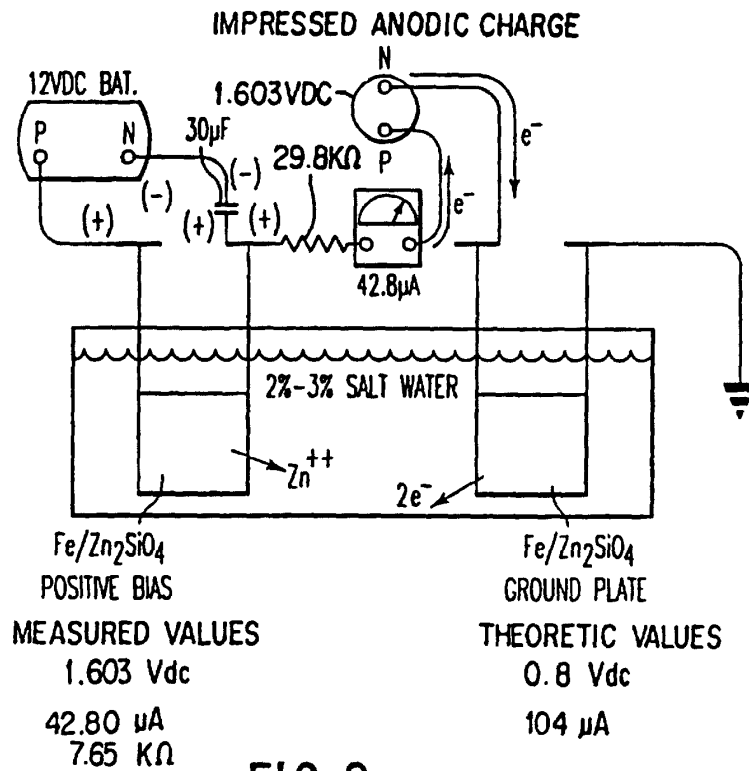 IMPRESSED ANODIC CHARGE
12VDC BAT.
P
N
30µF
(-)
(-)
(+)
(+)
(+)
29.8KΩ
1.603VDC
N
P
e⁻
e⁻
42.8µA
2%-3% SALT WATER
Zn⁺⁺
2e⁻
Fe/Zn₂SiO₄
POSITIVE BIAS
Fe/Zn₂SiO₄
GROUND PLATE
MEASURED VALUES
1.603 Vdc
42.80 µA
7.65 KΩ
THEORETIC VALUES
0.8 Vdc
104 µA